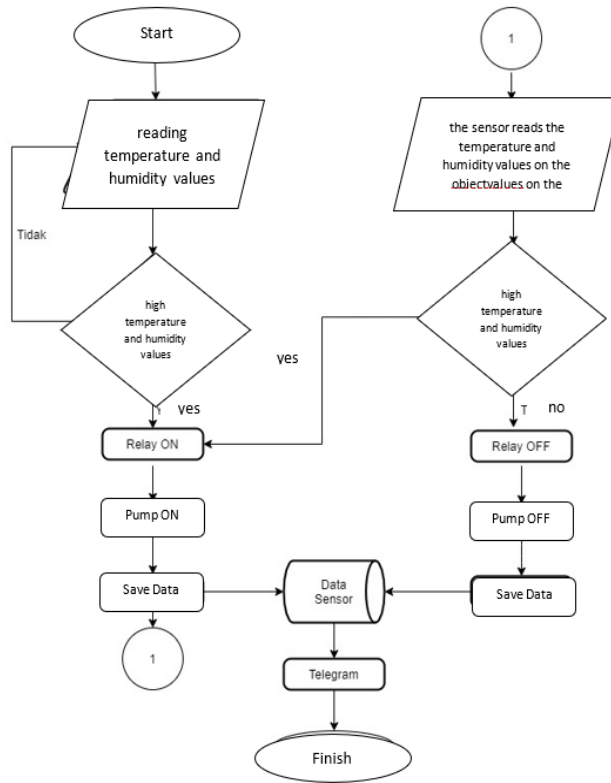 Start
reading
temperature and
humidity values
Tidak
high
temperature
and humidity
values
yes
Relay ON
Pump ON
Save Data
1
1
the sensor reads the
temperature and
humidity values on the
objectvalues on the
high
temperature
and humidity
values
yes
T no
Relay OFF
Pump OFF
Save Data
Data
Sensor
Telegram
Finish